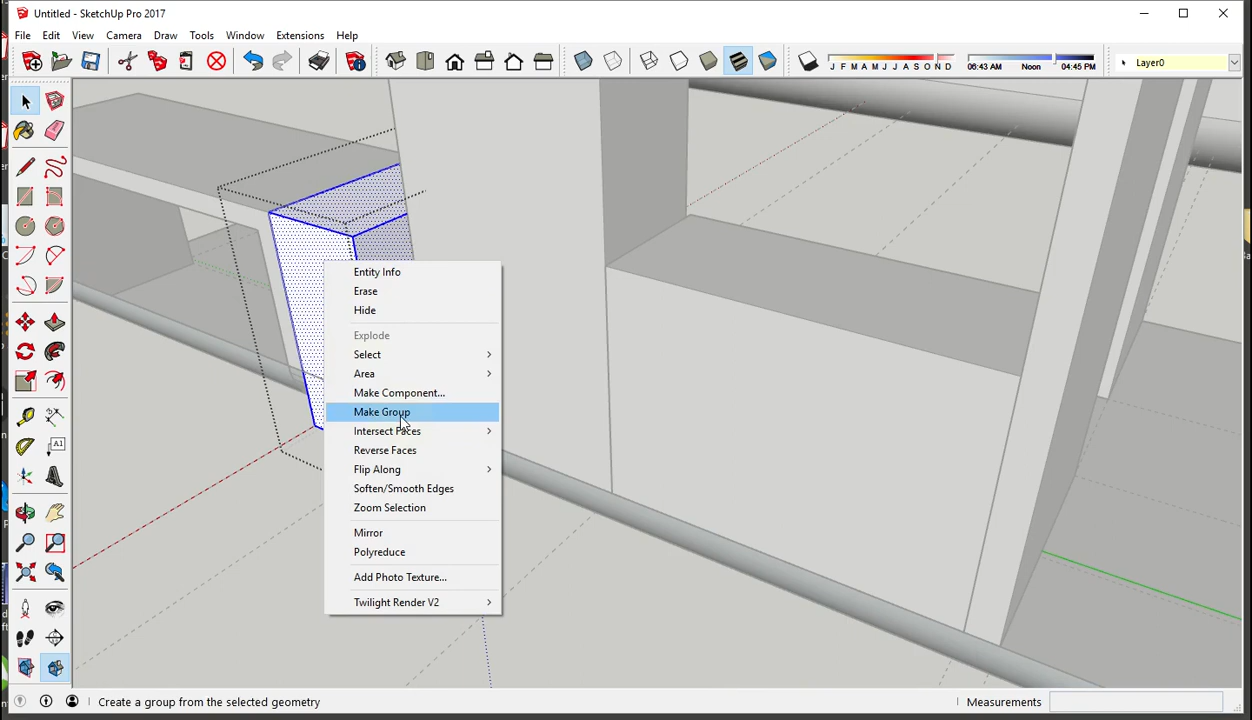 Untitled - SketchUp Pro 2017
File Edit View Camera Draw Tools Window Extensions Help
J F M A M J J A S O N D
06:43 AM Noon 04:45 PM
Layer0
A1
Entity Info
Erase
Hide
Explode
Select
Area
Make Component...
Make Group
Intersect Faces
Reverse Faces
Flip Along
Soften/Smooth Edges
Zoom Selection
Mirror
Polyreduce
Add Photo Texture...
Twilight Render V2
Create a group from the selected geometry
Measurements